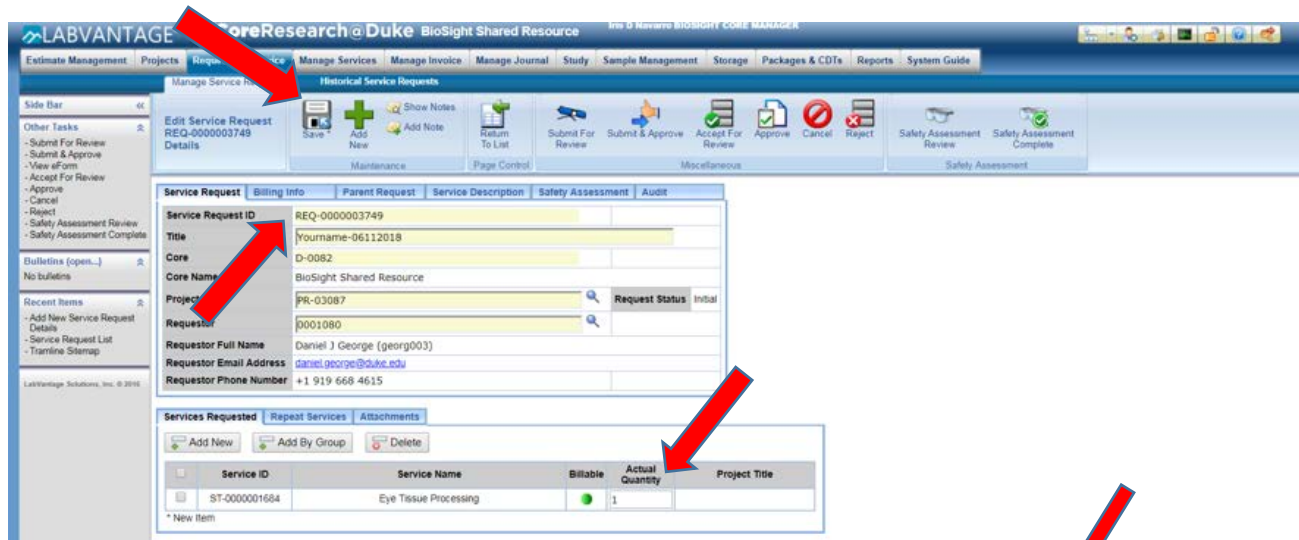 LABVANTAGE CoreResearch@Duke BioSight Shared Resource Iris D Navarro BIOSIGHT CORE MANAGER
Estimate Management Projects Manage Services Manage Invoice Manage Journal Study Sample Management Storage Packages & CDTs Reports System Guide
Manage Service Historical Service Requests
Side Bar
Other Tasks
- Submit For Review
- Submit & Approve
- View eForm
- Accept For Review
- Approve
- Cancel
- Reject
- Safety Assessment Review
- Safety Assessment Complete
Bulletins (open...)
No bulletins
Recent Items
- Add New Service Request Details
- Service Request List
- Tramline Sitemap
LabVantage Solutions, Inc. © 2016
Edit Service Request
REQ-0000003749
Details
Save
Add New
Show Notes
Add Note
Maintenance
Return To List
Page Control
Submit For Review
Submit & Approve
Accept For Review
Approve
Cancel
Reject
Miscellaneous
Safety Assessment Review
Safety Assessment Complete
Safety Assessment
Service Request Billing Info Parent Request Service Description Safety Assessment Audit
Service Request ID REQ-0000003749
Title Yourname-06112018
Core D-0082
Core Name BioSight Shared Resource
Project PR-03087 Request Status Initial
Requestor 0001080
Requestor Full Name Daniel J George (georg003)
Requestor Email Address daniel.george@duke.edu
Requestor Phone Number +1 919 668 4615
Services Requested Repeat Services Attachments
Add New Add By Group Delete
Service ID Service Name Billable Actual Quantity Project Title
ST-0000001684 Eye Tissue Processing 1
* New Item